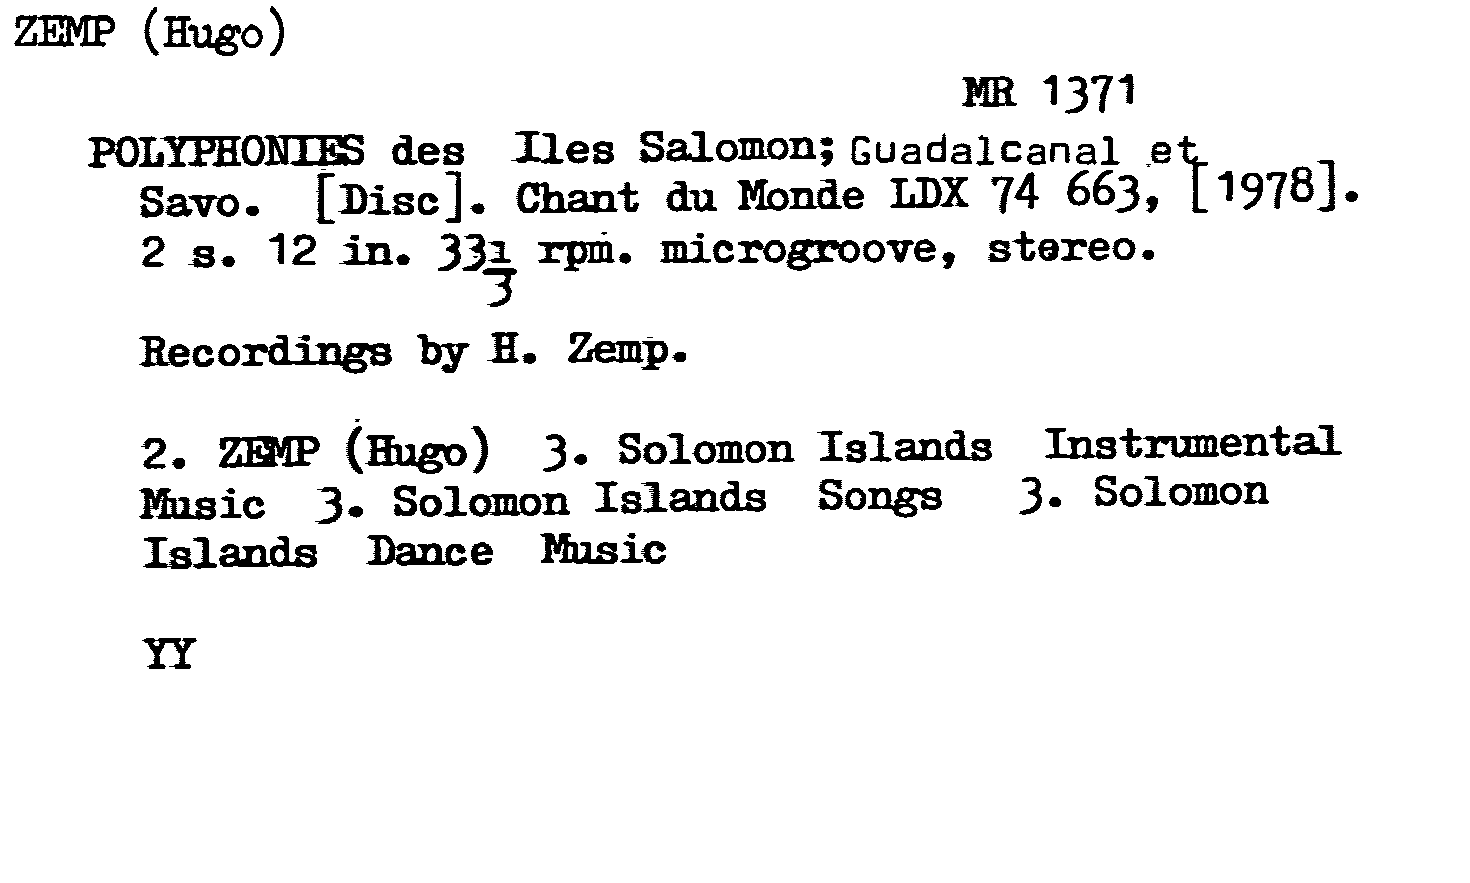 ZEMP (Hugo)
MR 1371
POLYPHONIES des Iles Salomon; Guadalcanal et
Savo. [Disc]. Chant du Monde LDX 74 663, [1978].
2 s. 12 in. 33 1/3 rpm. microgroove, stereo.
Recordings by H. Zemp.
2. ZEMP (Hugo) 3. Solomon Islands Instrumental
Music 3. Solomon Islands Songs 3. Solomon
Islands Dance Music
YY